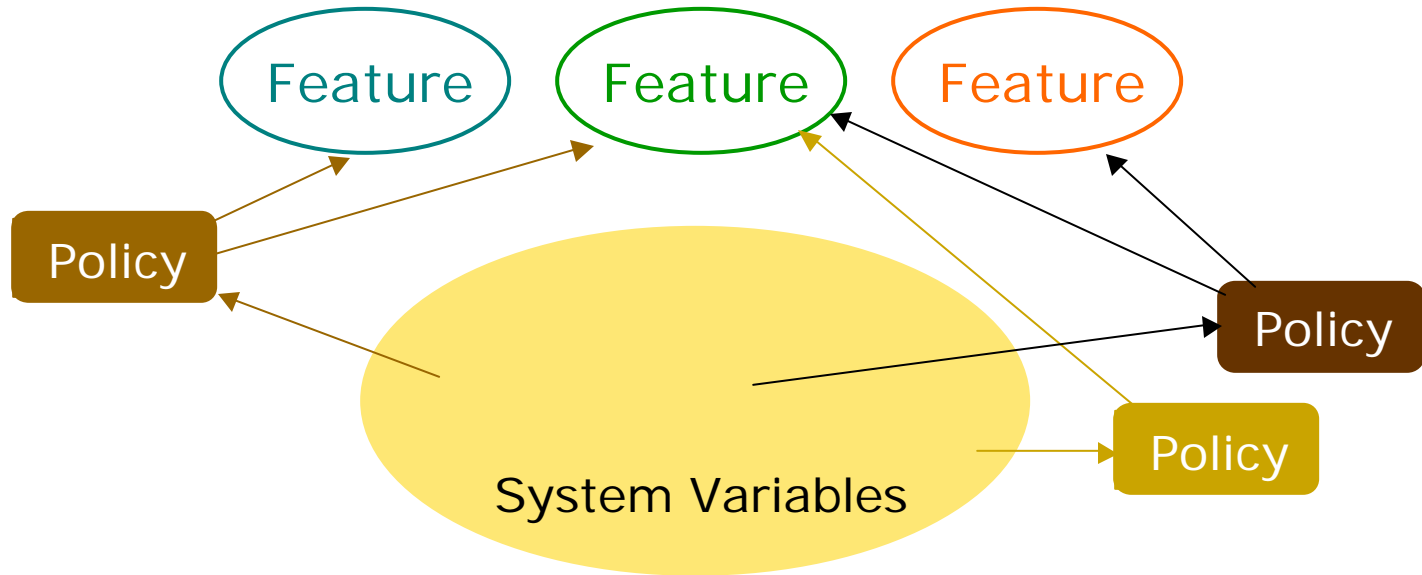 Feature
Feature
Feature
Policy
Policy
Policy
System Variables